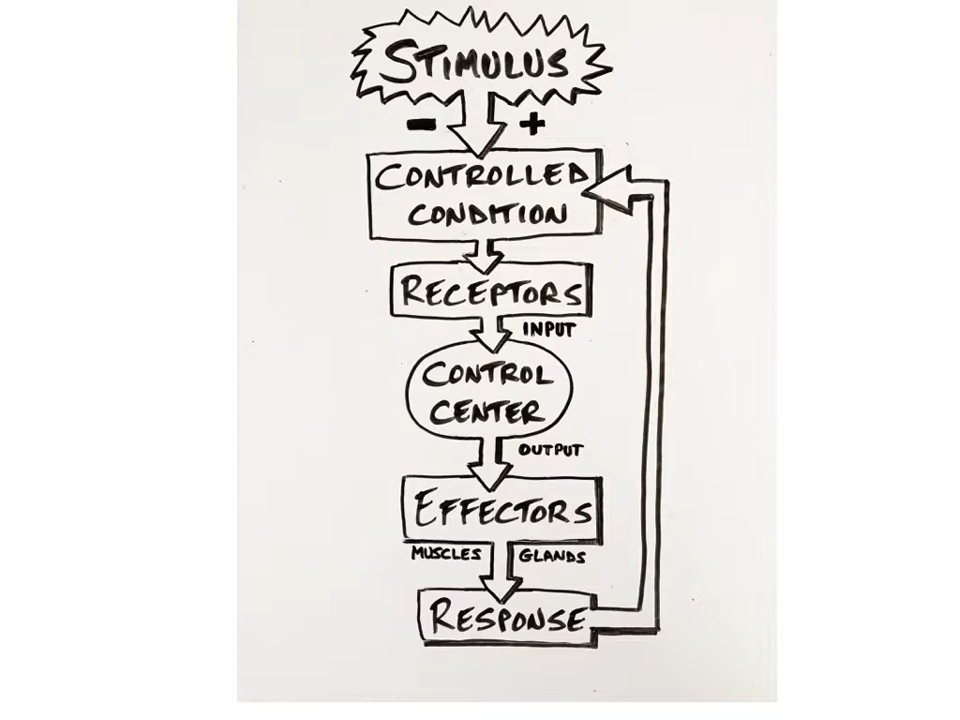 STIMULUS
- +
CONTROLLED
CONDITION
RECEPTORS
INPUT
CONTROL
CENTER
OUTPUT
EFFECTORS
MUSCLES GLANDS
RESPONSE